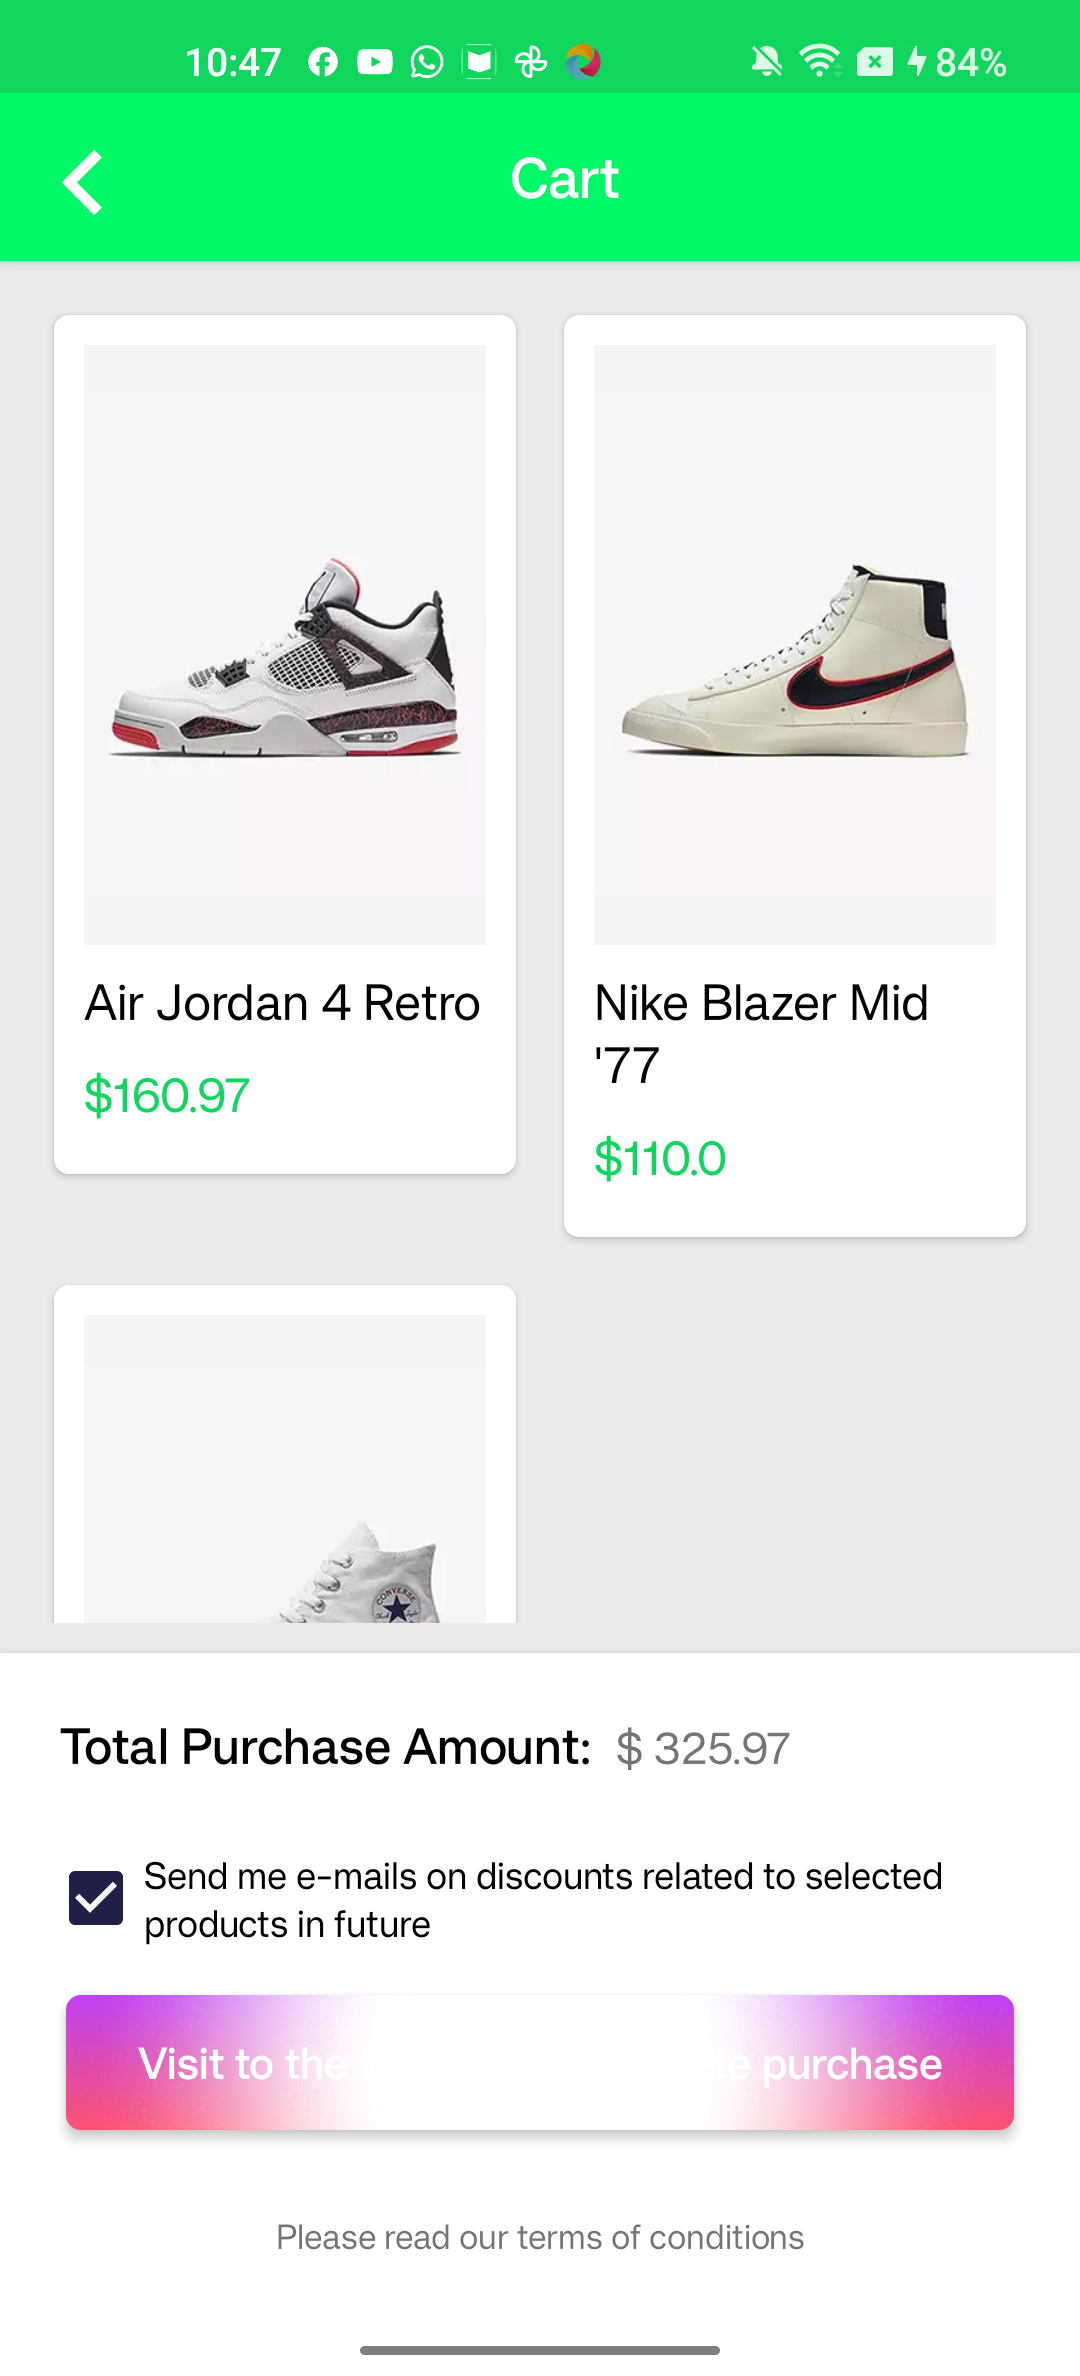 10:47
84%
Cart
Air Jordan 4 Retro
$160.97
Nike Blazer Mid
'77
$110.0
CONVERSE
Total Purchase Amount: $ 325.97
Send me e-mails on discounts related to selected
products in future
Visit to the purchase
Please read our terms of conditions